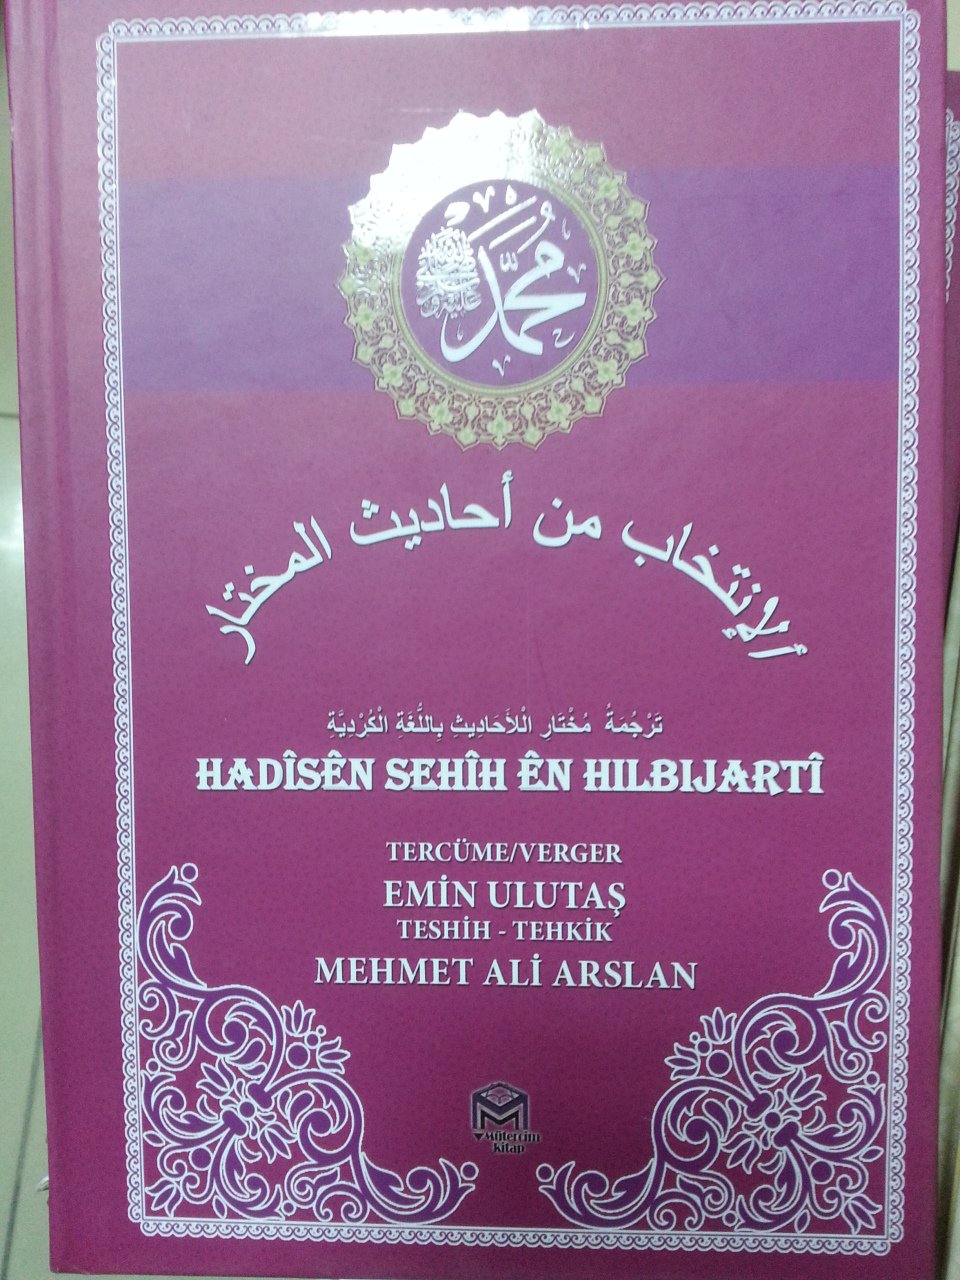 محمد
الإنتخاب من أحاديث المختار
تَرْجُمَةُ مُخْتَارِ الْلأَحَادِيثِ بِاللُّغَةِ الْكُرْدِيَّةِ
HADÎSÊN SEHÎH ÊN HILBIJARTÎ
TERCÜME/VERGER
EMİN ULUTAŞ
TESHİH - TEHKİK
MEHMET ALİ ARSLAN
Mütercim
Kitap